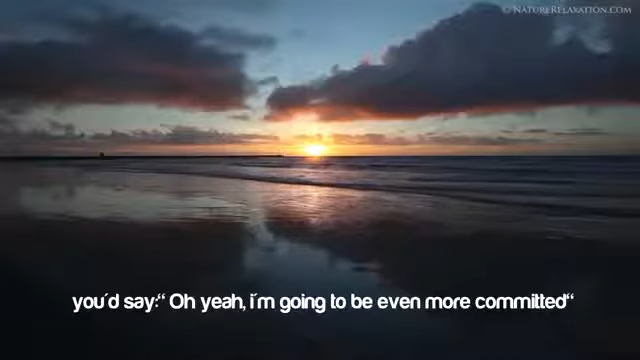 © NatureRelaxation.com
you´d say:“ Oh yeah, i´m going to be even more committed“